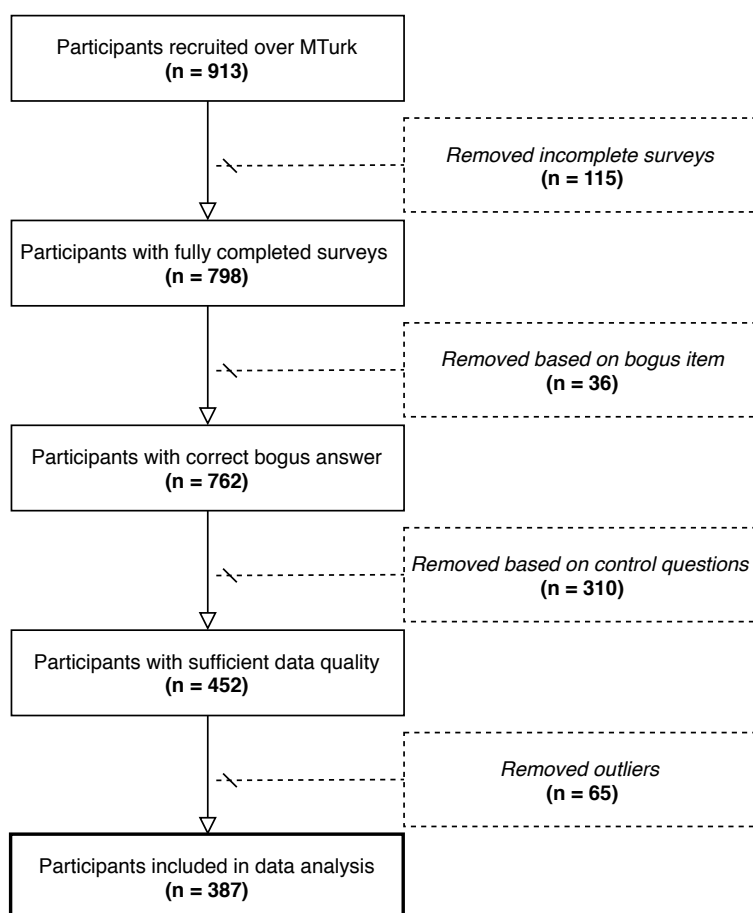 Participants recruited over MTurk
(n = 913)
Removed incomplete surveys
(n = 115)
Participants with fully completed surveys
(n = 798)
Removed based on bogus item
(n = 36)
Participants with correct bogus answer
(n = 762)
Removed based on control questions
(n = 310)
Participants with sufficient data quality
(n = 452)
Removed outliers
(n = 65)
Participants included in data analysis
(n = 387)